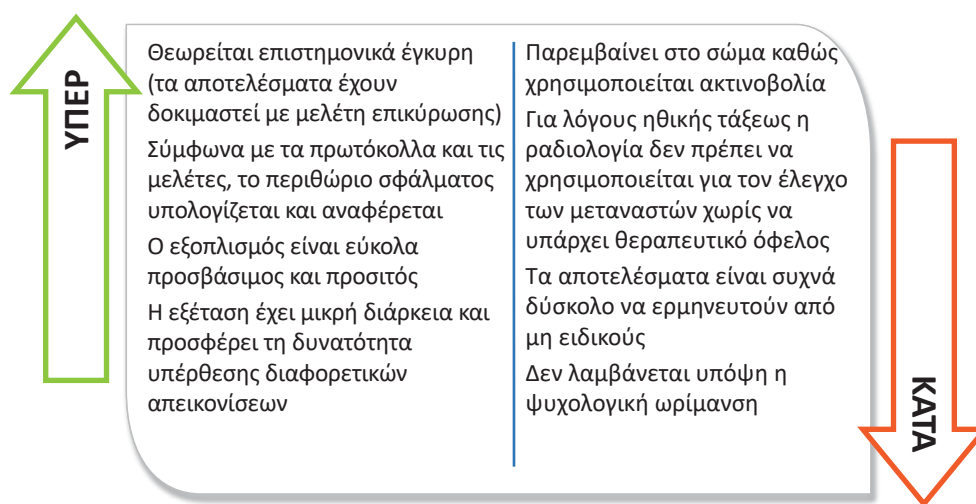 ΥΠΕΡ
Θεωρείται επιστημονικά έγκυρη
(τα αποτελέσματα έχουν
δοκιμαστεί με μελέτη επικύρωσης)
Σύμφωνα με τα πρωτόκολλα και τις
μελέτες, το περιθώριο σφάλματος
υπολογίζεται και αναφέρεται
Ο εξοπλισμός είναι εύκολα
προσβάσιμος και προσιτός
Η εξέταση έχει μικρή διάρκεια και
προσφέρει τη δυνατότητα
υπέρθεσης διαφορετικών
απεικονίσεων
Παρεμβαίνει στο σώμα καθώς
χρησιμοποιείται ακτινοβολία
Για λόγους ηθικής τάξεως η
ραδιολογία δεν πρέπει να
χρησιμοποιείται για τον έλεγχο
των μεταναστών χωρίς να
υπάρχει θεραπευτικό όφελος
Τα αποτελέσματα είναι συχνά
δύσκολο να ερμηνευτούν από
μη ειδικούς
Δεν λαμβάνεται υπόψη η
ψυχολογική ωρίμανση
ΚΑΤΑ